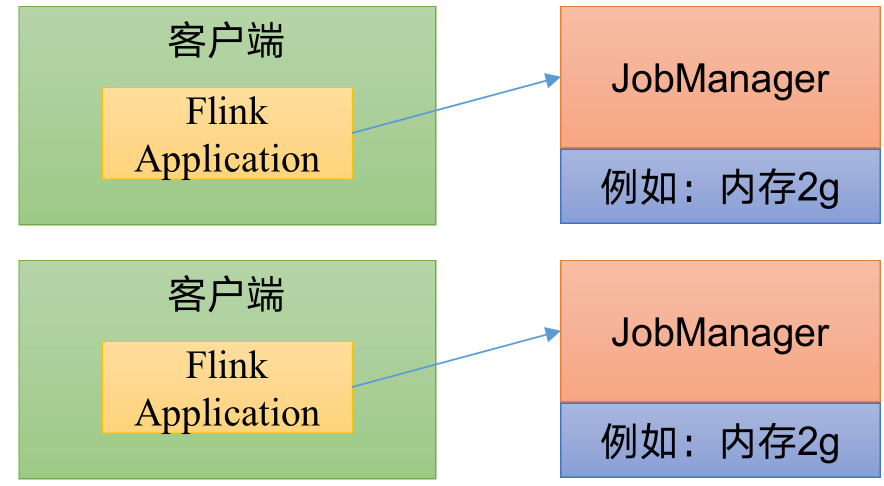 客户端
Flink
Application
JobManager
例如：内存2g
客户端
Flink
Application
JobManager
例如：内存2g